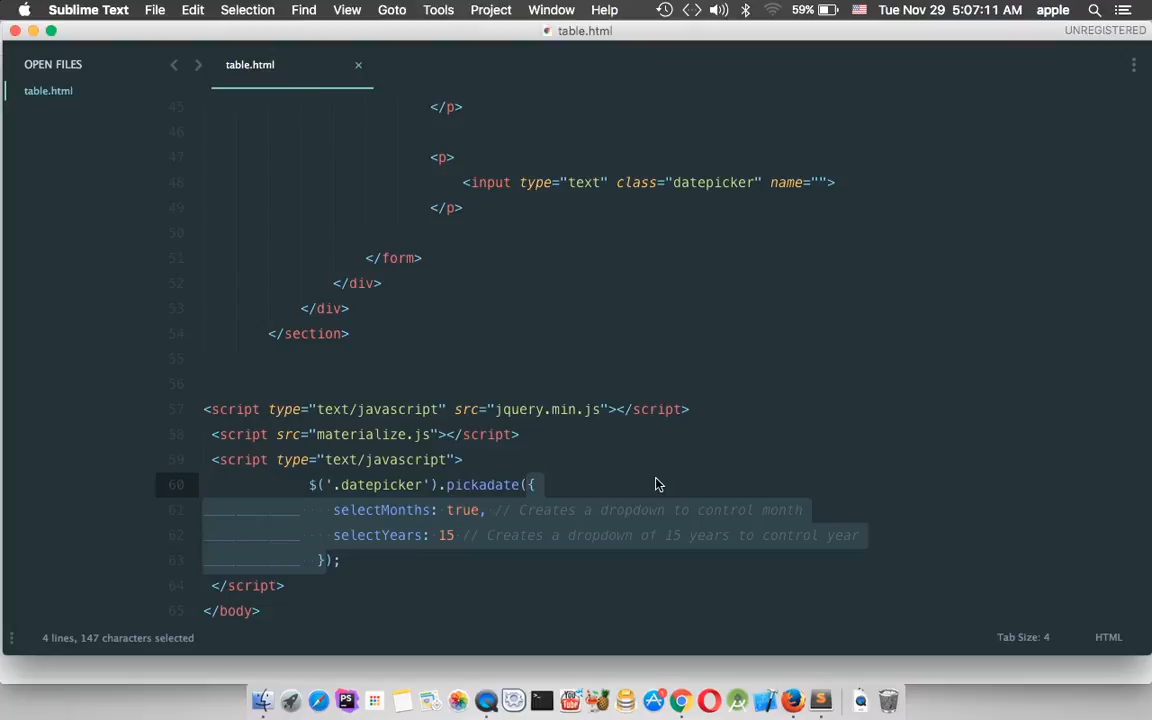 Sublime Text File Edit Selection Find View Goto Tools Project Window Help 59% Tue Nov 29 5:07:11 AM apple
table.html UNREGISTERED
OPEN FILES
table.html
table.html
45 </p>
46
47 <p>
48 <input type="text" class="datepicker" name="">
49 </p>
50
51 </form>
52 </div>
53 </div>
54 </section>
55
56
57 <script type="text/javascript" src="jquery.min.js"></script>
58 <script src="materialize.js"></script>
59 <script type="text/javascript">
60 $('.datepicker').pickadate({
61 selectMonths: true, // Creates a dropdown to control month
62 selectYears: 15 // Creates a dropdown of 15 years to control year
63 });
64 </script>
65 </body>
4 lines, 147 characters selected Tab Size: 4 HTML